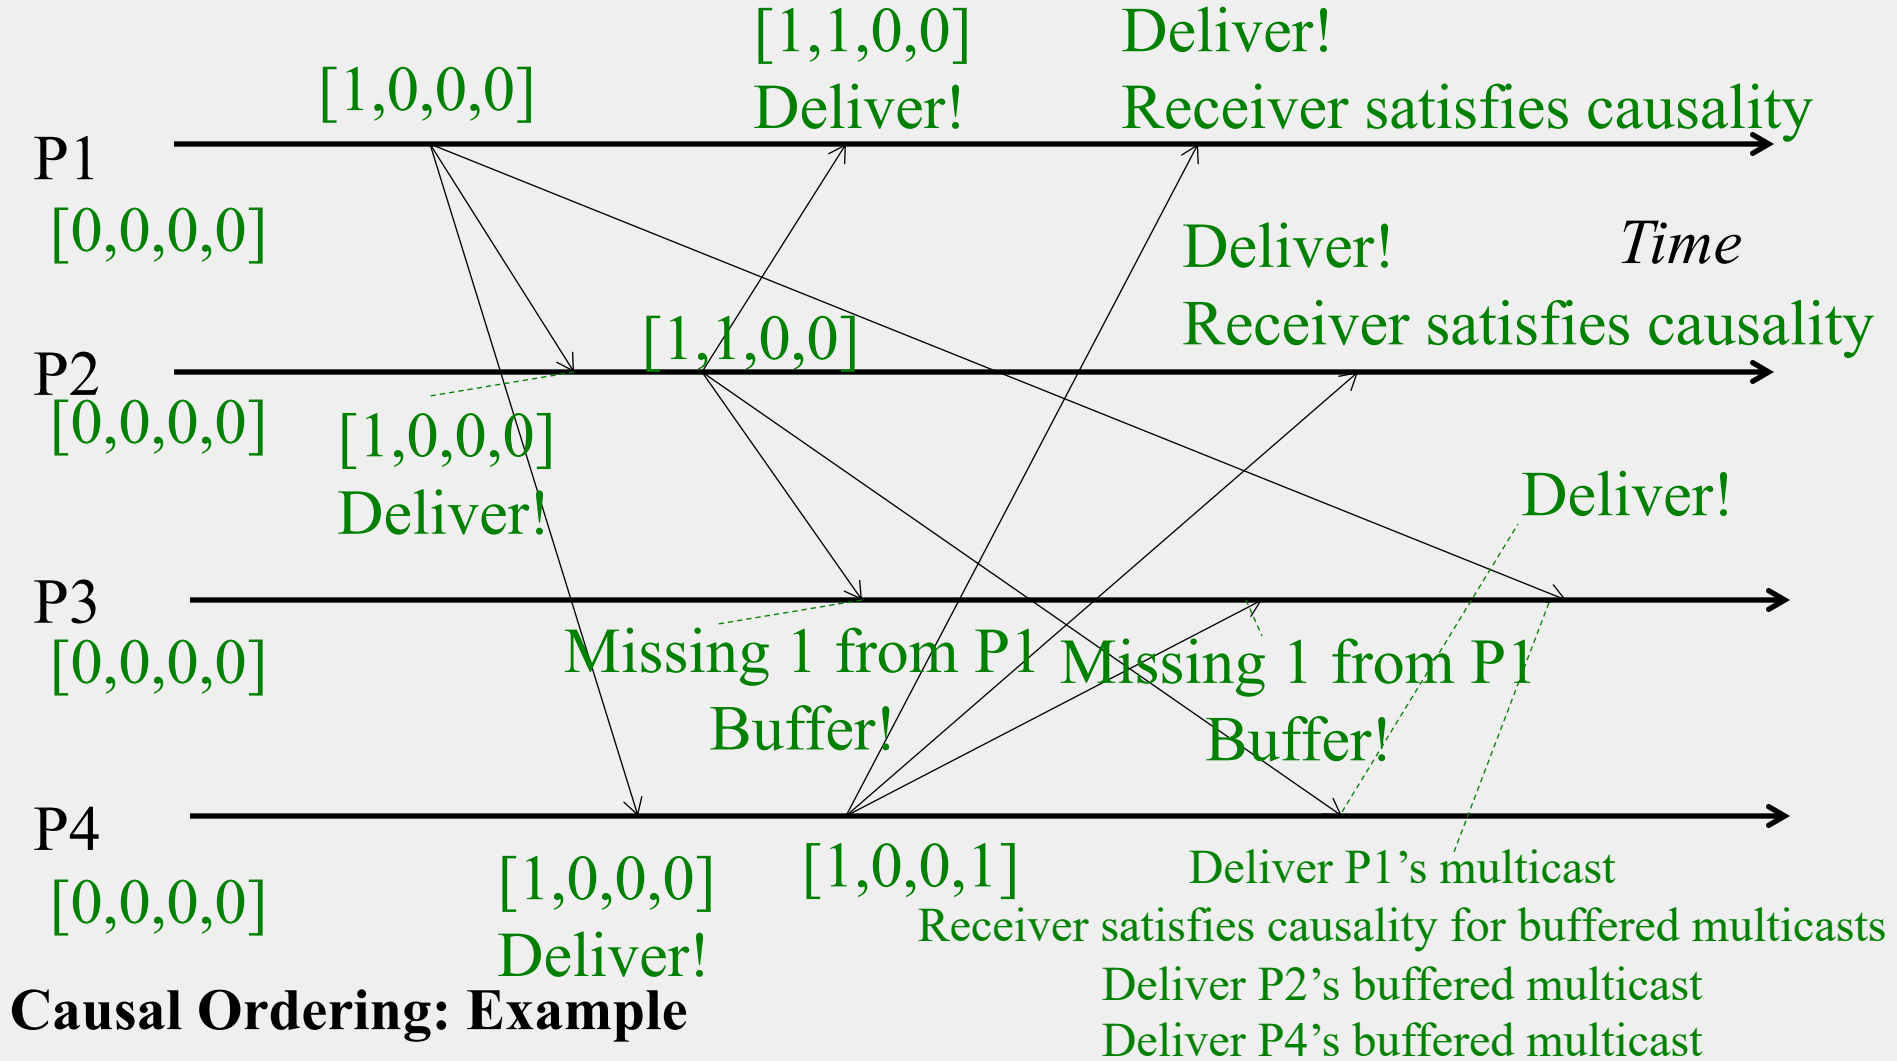 [1,1,0,0]
Deliver!
Deliver!
Receiver satisfies causality
[1,0,0,0]
P1
[0,0,0,0]
Time
Deliver!
Receiver satisfies causality
[1,1,0,0]
P2
[0,0,0,0]
[1,0,0,0]
Deliver!
Deliver!
P3
[0,0,0,0]
Missing 1 from P1
Buffer!
Missing 1 from P1
Buffer!
P4
[0,0,0,0]
[1,0,0,0]
Deliver!
[1,0,0,1]
Deliver P1’s multicast
Receiver satisfies causality for buffered multicasts
Deliver P2’s buffered multicast
Deliver P4’s buffered multicast
Causal Ordering: Example